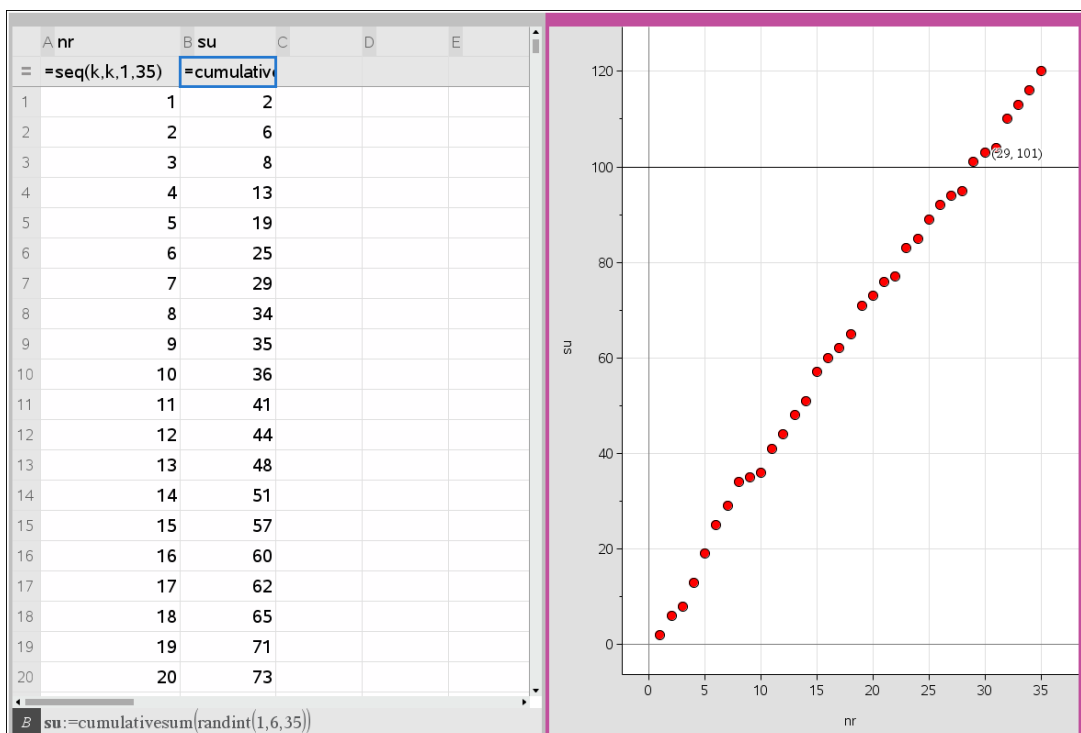 A nr B su C D E
= =seq(k,k,1,35) =cumulativ
1 1 2
2 2 6
3 3 8
4 4 13
5 5 19
6 6 25
7 7 29
8 8 34
9 9 35
10 10 36
11 11 41
12 12 44
13 13 48
14 14 51
15 15 57
16 16 60
17 17 62
18 18 65
19 19 71
20 20 73
B su:=cumulativesum(randint(1,6,35))
120
100
80
60
40
20
0
su
(29, 101)
0 5 10 15 20 25 30 35
nr